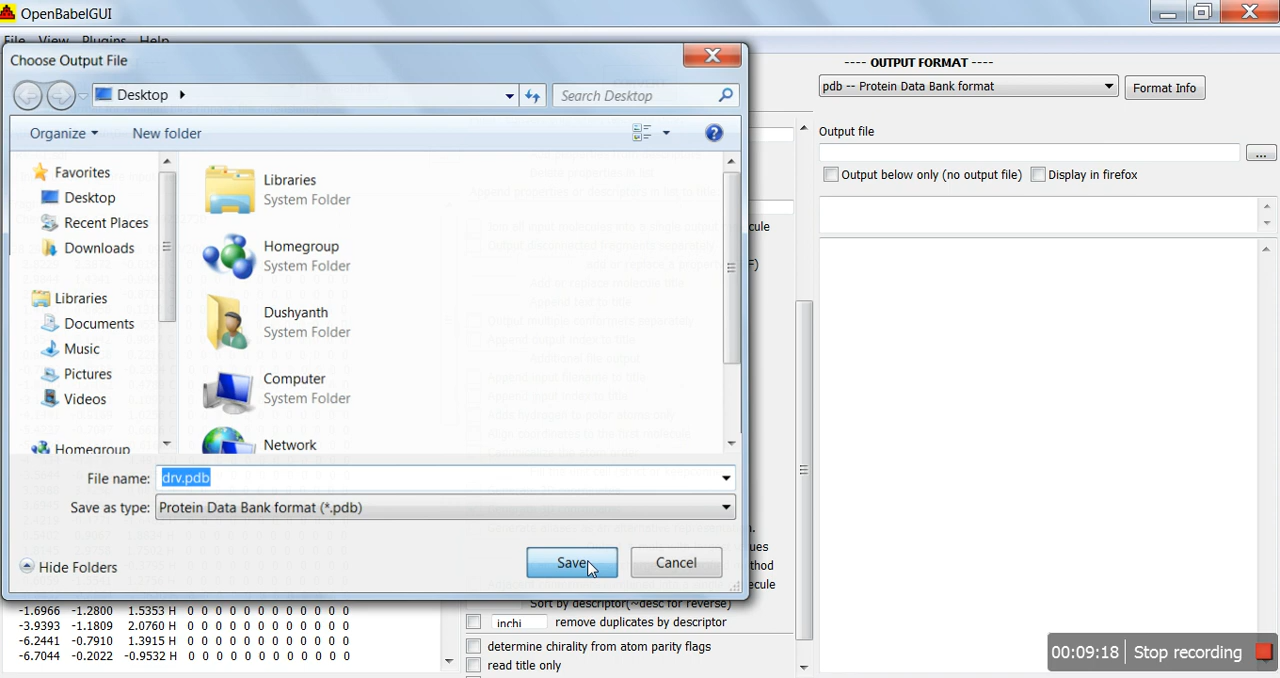 OpenBabelGUI
File View Plugins Help
Choose Output File
Desktop
Search Desktop
Organize
New folder
Favorites
Desktop
Recent Places
Downloads
Libraries
Documents
Music
Pictures
Videos
Homegroup
Libraries
System Folder
Homegroup
System Folder
Dushyanth
System Folder
Computer
System Folder
Network
File name: drv.pdb
Save as type: Protein Data Bank format (*.pdb)
Save
Cancel
Hide Folders
---- OUTPUT FORMAT ----
pdb -- Protein Data Bank format
Format Info
Output file
...
Output below only (no output file)
Display in firefox
-1.6966 -1.2800 1.5353 H 0 0 0 0 0 0 0 0 0 0 0 0
-3.9393 -1.1809 2.0760 H 0 0 0 0 0 0 0 0 0 0 0 0
-6.2441 -0.7910 1.3915 H 0 0 0 0 0 0 0 0 0 0 0 0
-6.7044 -0.2022 -0.9532 H 0 0 0 0 0 0 0 0 0 0 0 0
Sort by descriptor(~desc for reverse)
inchi remove duplicates by descriptor
determine chirality from atom parity flags
read title only
00:09:18 Stop recording